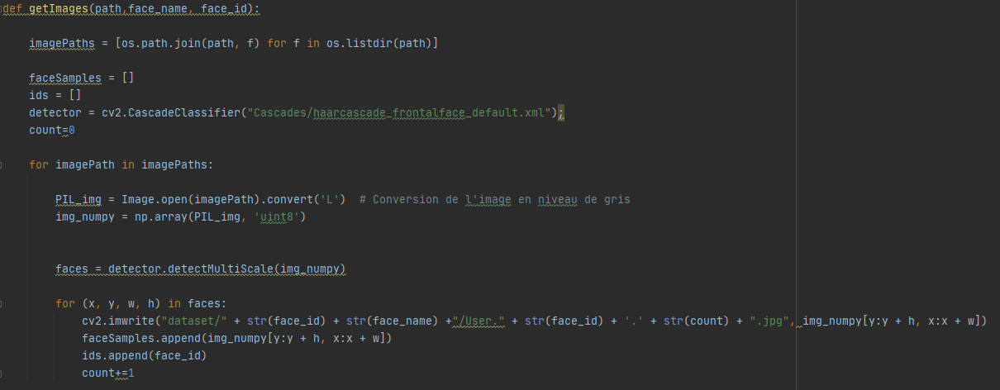 def getImages(path,face_name, face_id):
imagePaths = [os.path.join(path, f) for f in os.listdir(path)]
faceSamples = []
ids = []
detector = cv2.CascadeClassifier("Cascades/haarcascade_frontalface_default.xml");
count=0
for imagePath in imagePaths:
PIL_img = Image.open(imagePath).convert('L')  # Conversion de l'image en niveau de gris
img_numpy = np.array(PIL_img, 'uint8')
faces = detector.detectMultiScale(img_numpy)
for (x, y, w, h) in faces:
cv2.imwrite("dataset/" + str(face_id) + str(face_name) +"/User." + str(face_id) + '.' + str(count) + ".jpg", img_numpy[y:y + h, x:x + w])
faceSamples.append(img_numpy[y:y + h, x:x + w])
ids.append(face_id)
count+=1